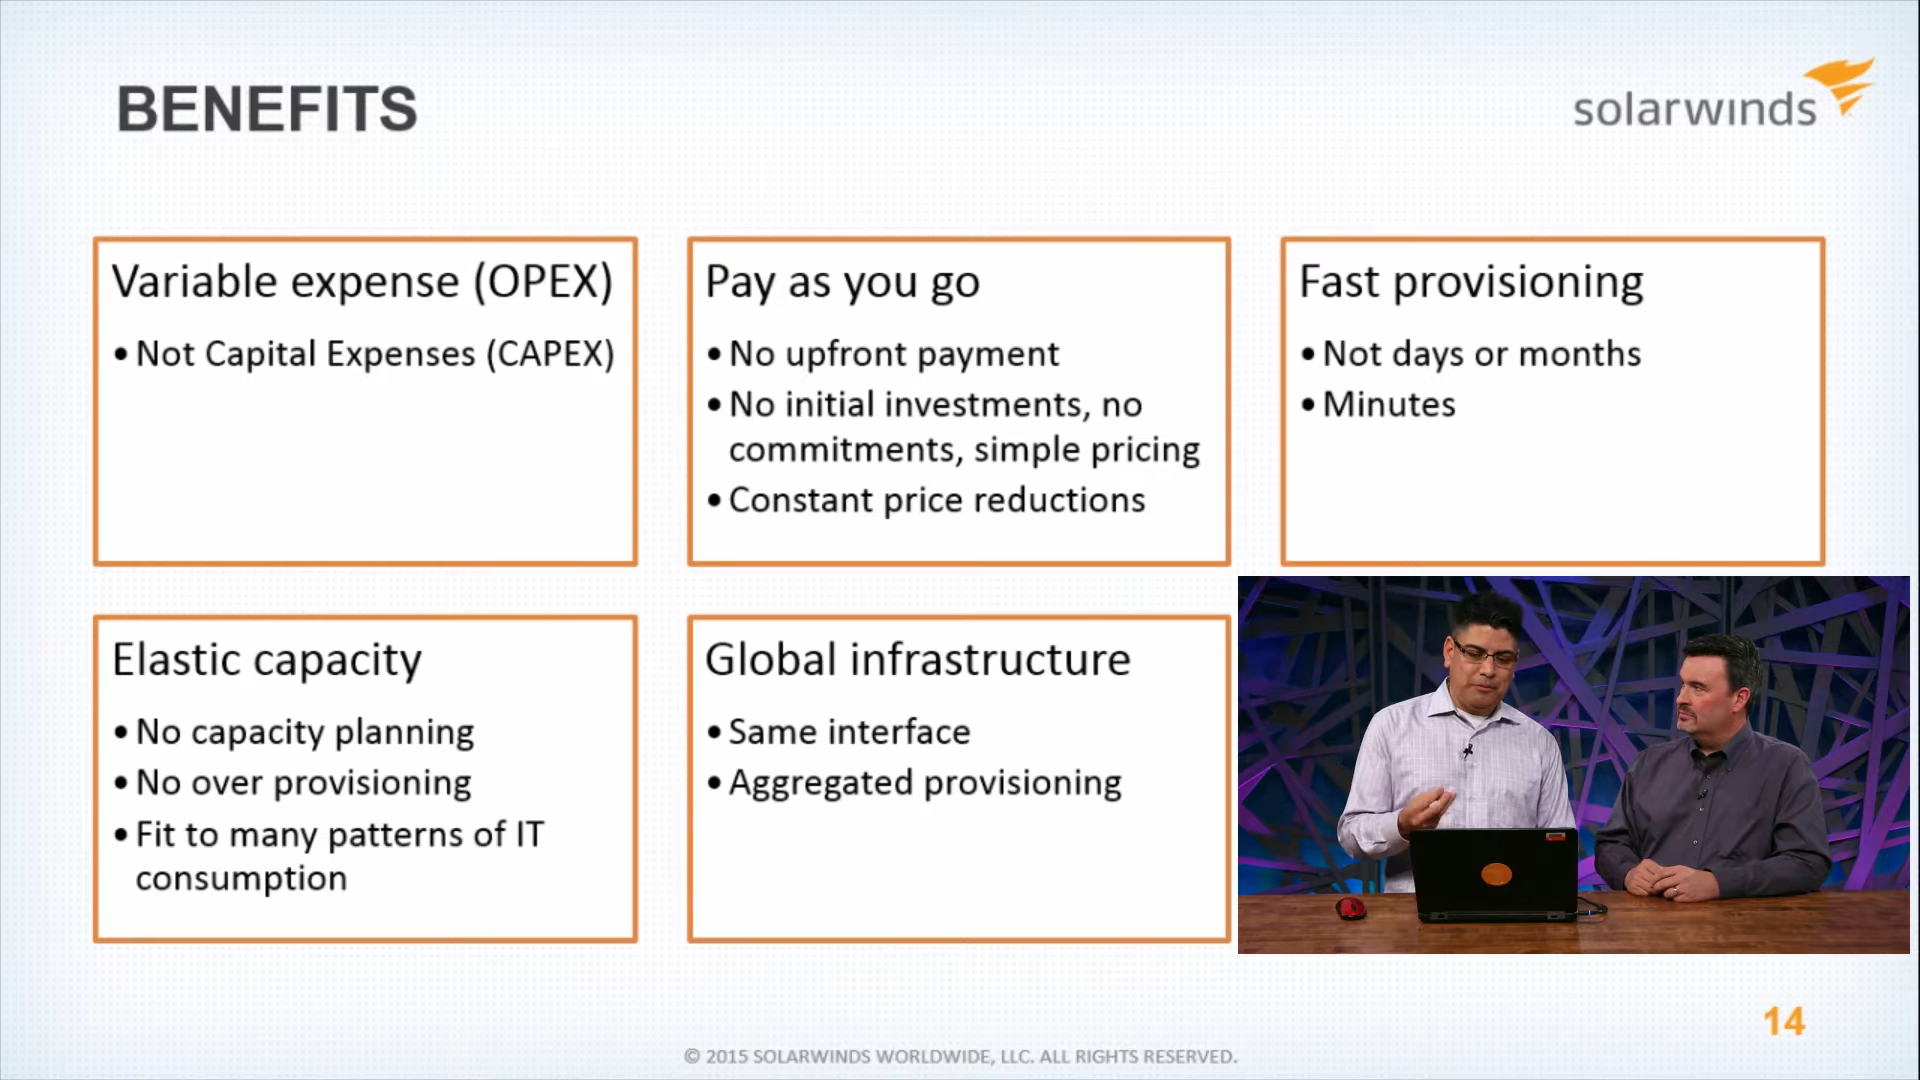 BENEFITS
solarwinds
Variable expense (OPEX)
• Not Capital Expenses (CAPEX)
Pay as you go
• No upfront payment
• No initial investments, no
commitments, simple pricing
• Constant price reductions
Fast provisioning
• Not days or months
• Minutes
Elastic capacity
• No capacity planning
• No over provisioning
• Fit to many patterns of IT
consumption
Global infrastructure
• Same interface
• Aggregated provisioning
14
© 2015 SOLARWINDS WORLDWIDE, LLC. ALL RIGHTS RESERVED.